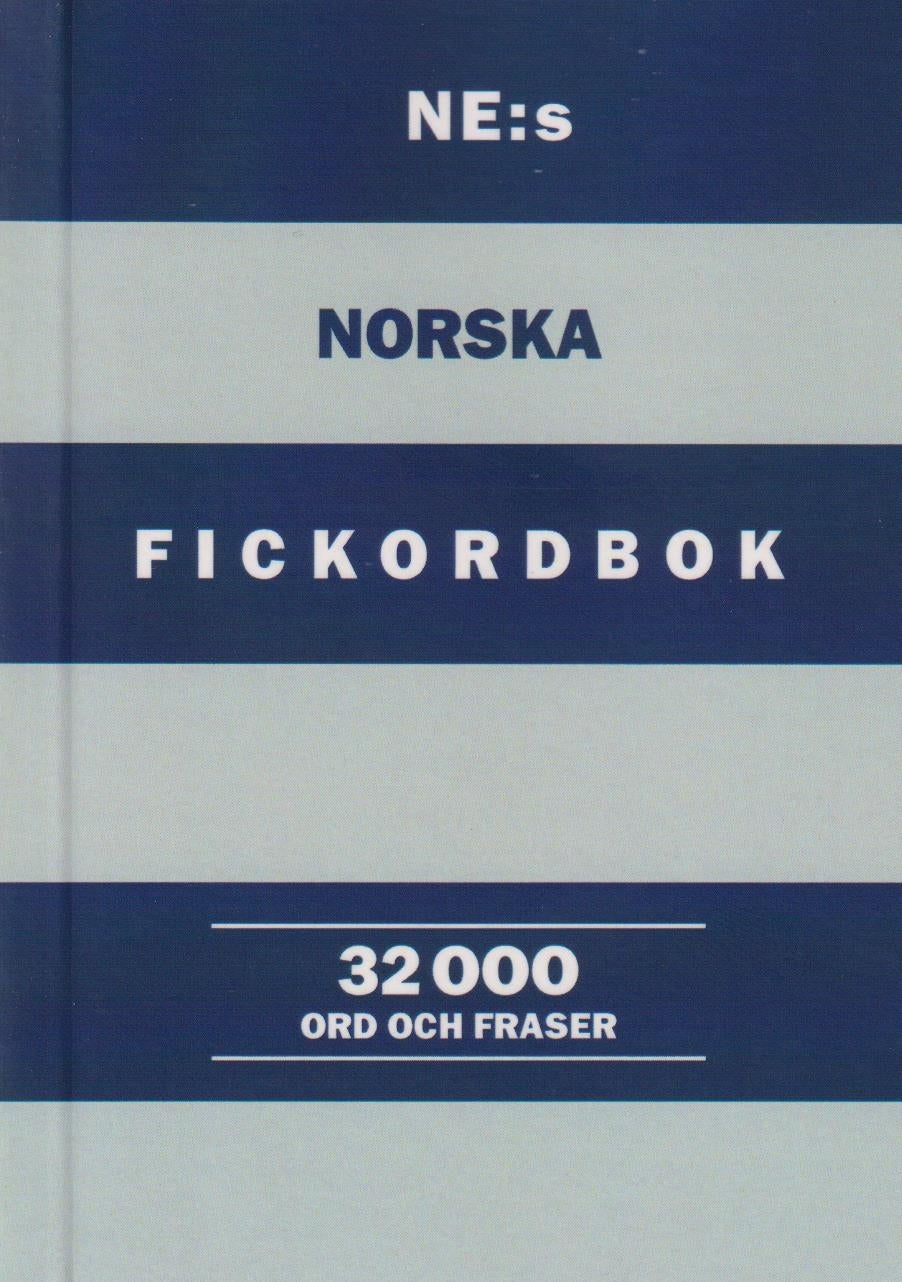 NE:s
NORSKA
FICKORDBOK
32 000
ORD OCH FRASER